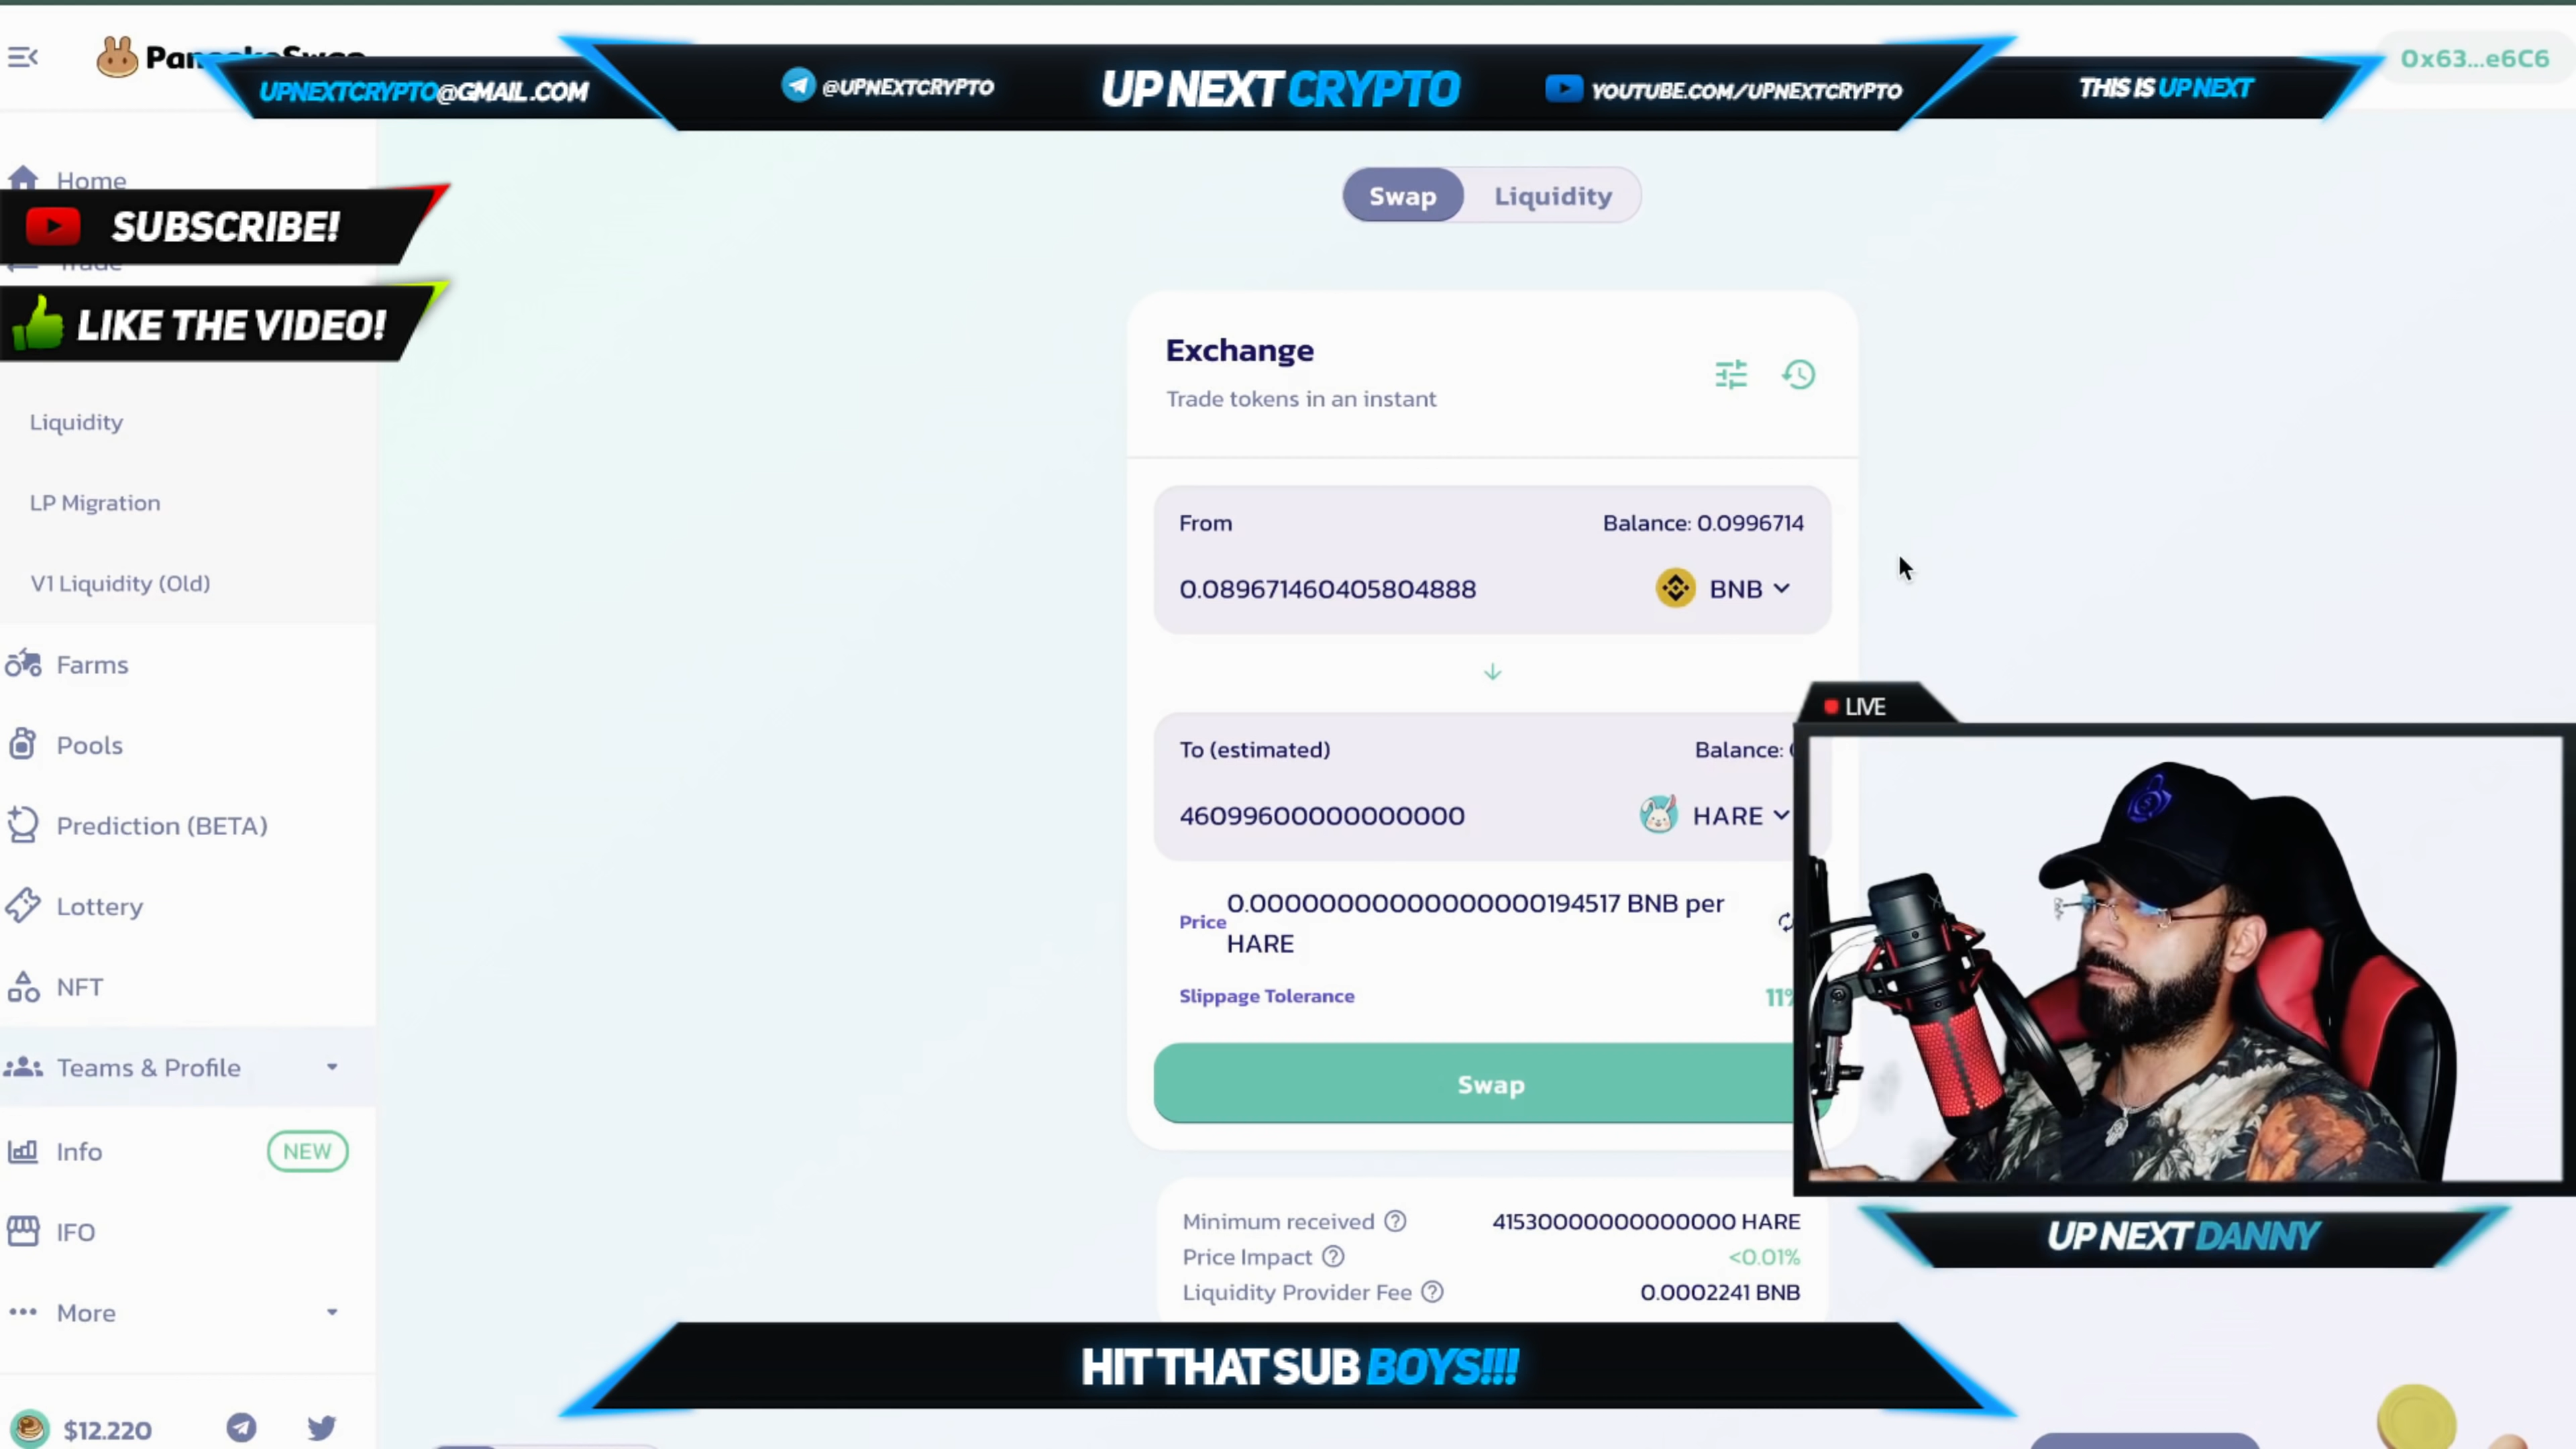 0x63...e6C6
UPNEXTCRYPTO@GMAIL.COM
@UPNEXTCRYPTO
UP NEXT CRYPTO
YOUTUBE.COM/UPNEXTCRYPTO
THIS IS UP NEXT
Home
SUBSCRIBE!
LIKE THE VIDEO!
Liquidity
LP Migration
V1 Liquidity (Old)
Farms
Pools
Prediction (BETA)
Lottery
NFT
Teams & Profile
Info
NEW
IFO
More
$12.220
Swap
Liquidity
Exchange
Trade tokens in an instant
From
Balance: 0.0996714
0.089671460405804888
BNB
To (estimated)
Balance:
46099600000000000
HARE
Price
0.00000000000000000194517 BNB per
HARE
Slippage Tolerance
11%
Swap
Minimum received
41530000000000000 HARE
Price Impact
<0.01%
Liquidity Provider Fee
0.0002241 BNB
LIVE
UP NEXT DANNY
HIT THAT SUB BOYS!!!